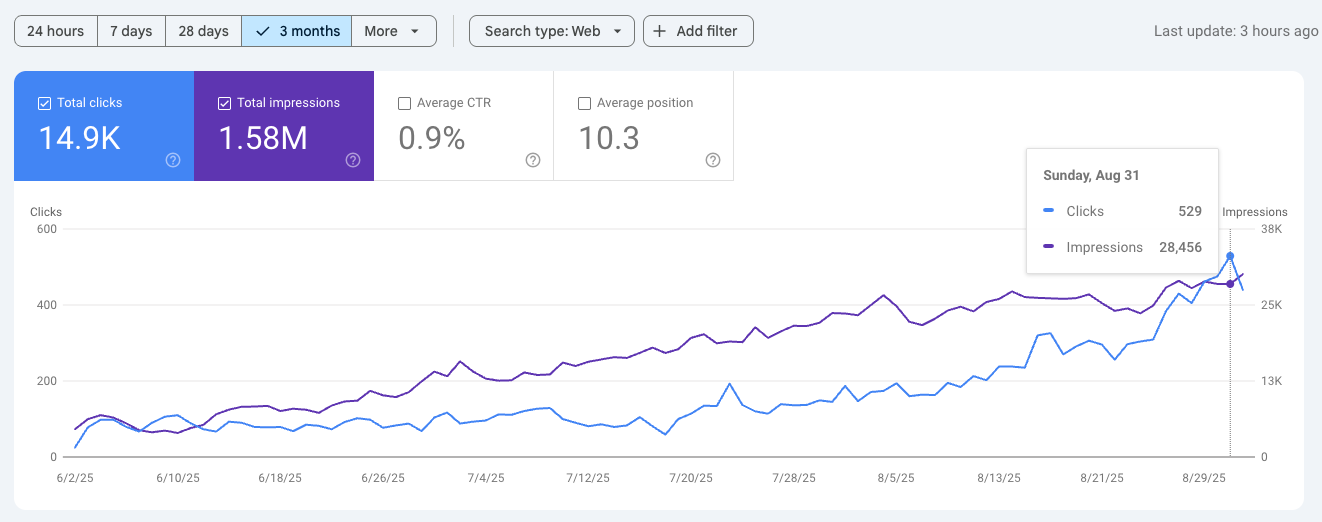 24 hours 7 days 28 days 3 months More Search type: Web Add filter Last update: 3 hours ago
Total clicks Total impressions Average CTR Average position
14.9K 1.58M 0.9% 10.3
Sunday, Aug 31
Clicks 529
Impressions 28,456
Clicks Impressions
600 38K
400 25K
200 13K
0 0
6/2/25 6/10/25 6/18/25 6/26/25 7/4/25 7/12/25 7/20/25 7/28/25 8/5/25 8/13/25 8/21/25 8/29/25